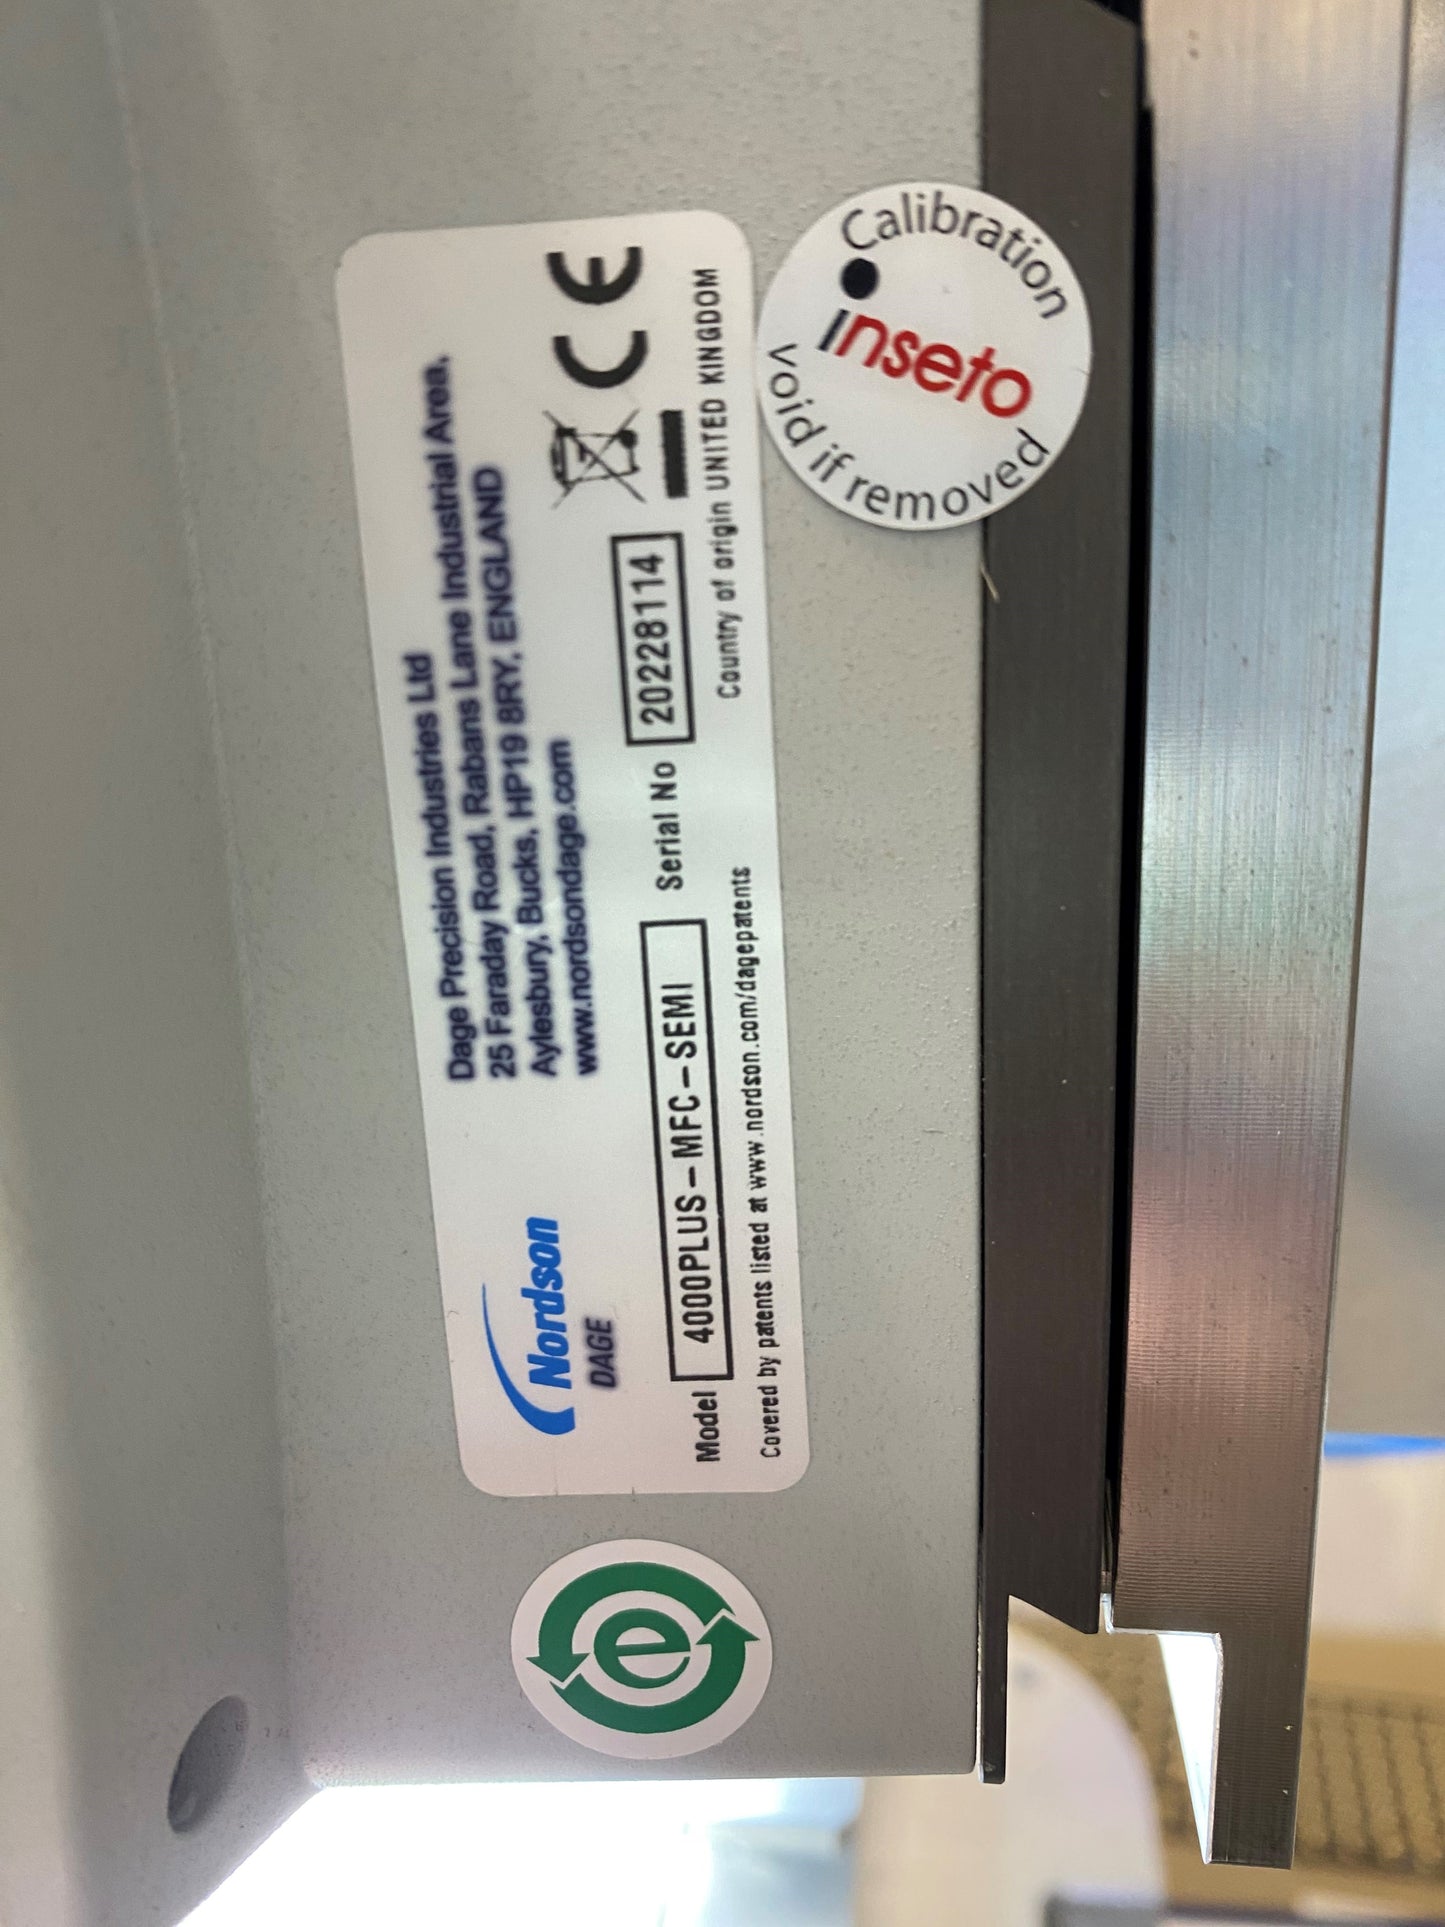 Nordson
DAGE
Dage Precision Industries Ltd
25 Faraday Road, Rabans Lane Industrial Area,
Aylesbury, Bucks, HP19 8RY, ENGLAND
www.nordsondage.com
CE
Model 4000PLUS-MFC-SEMI Serial No 20228114
Covered by patents listed at www.nordson.com/dagepatents
Country of origin UNITED KINGDOM
e
Calibration
inseto
void if removed